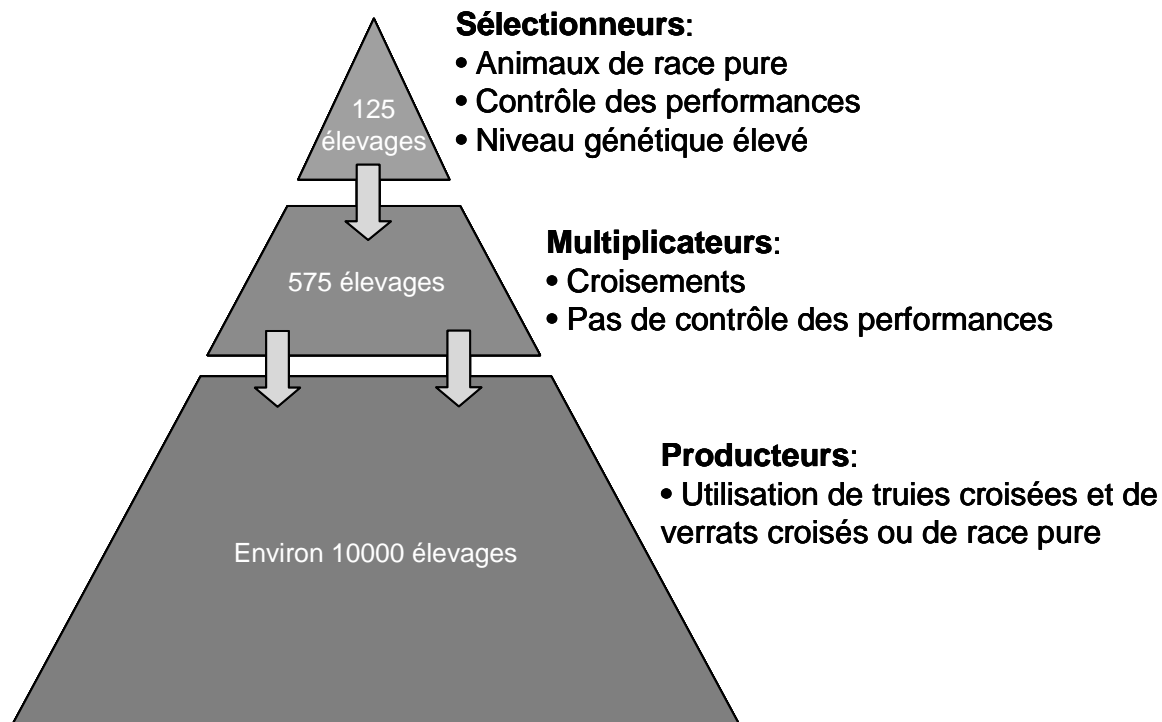 Sélectionneurs:
• Animaux de race pure
• Contrôle des performances
• Niveau génétique élevé
125
élevages
Multiplicateurs:
• Croisements
• Pas de contrôle des performances
575 élevages
Producteurs:
• Utilisation de truies croisées et de
verrats croisés ou de race pure
Environ 10000 élevages